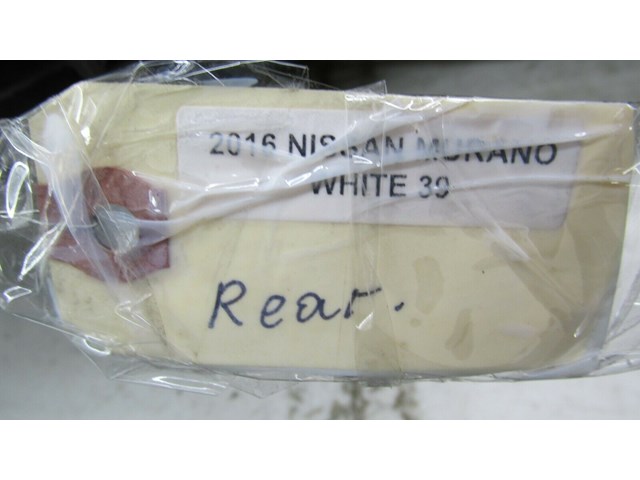 2016 NISSAN MURANO
WHITE 39
Rear.